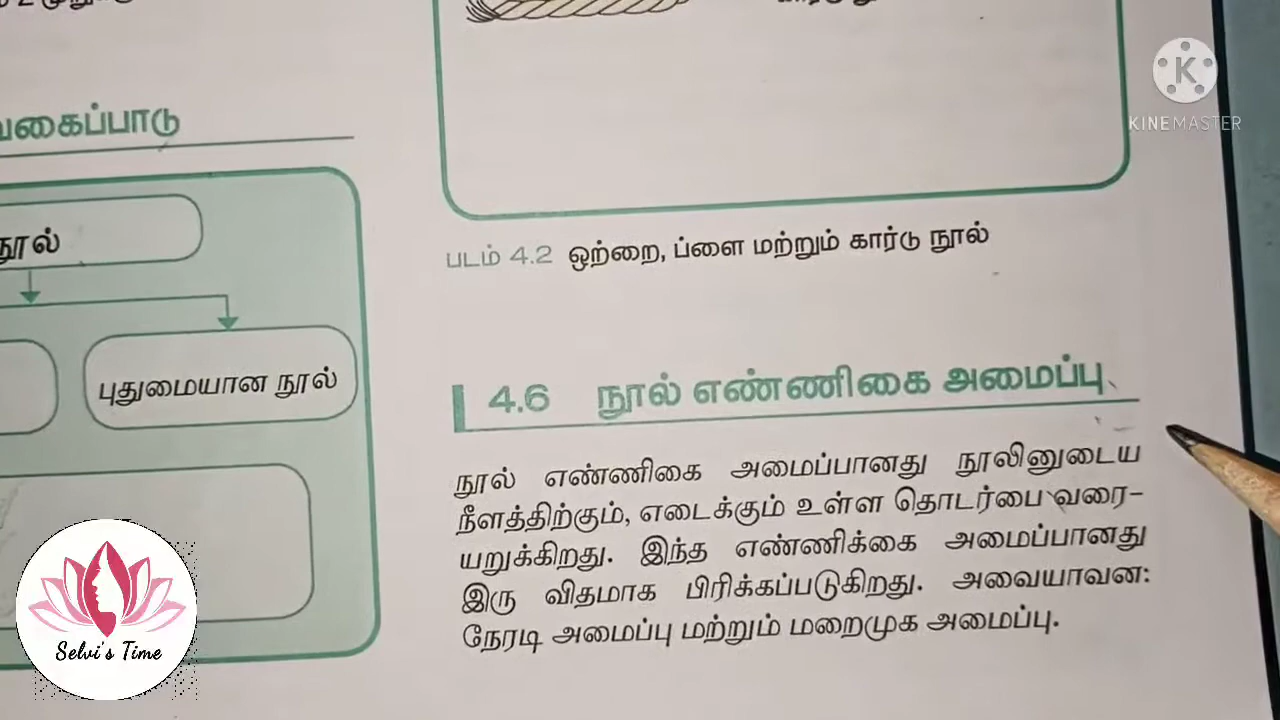 வகைப்பாடு
நூல்
புதுமையான நூல்
படம் 4.2 ஒற்றை, ப்ளை மற்றும் கார்டு நூல்
4.6 நூல் எண்ணிகை அமைப்பு
நூல் எண்ணிகை அமைப்பானது நூலினுடைய
நீளத்திற்கும், எடைக்கும் உள்ள தொடர்பை வரை-
யறுக்கிறது. இந்த எண்ணிக்கை அமைப்பானது
இரு விதமாக பிரிக்கப்படுகிறது. அவையாவன:
நேரடி அமைப்பு மற்றும் மறைமுக அமைப்பு.
K
KINEMASTER
Selvi's Time